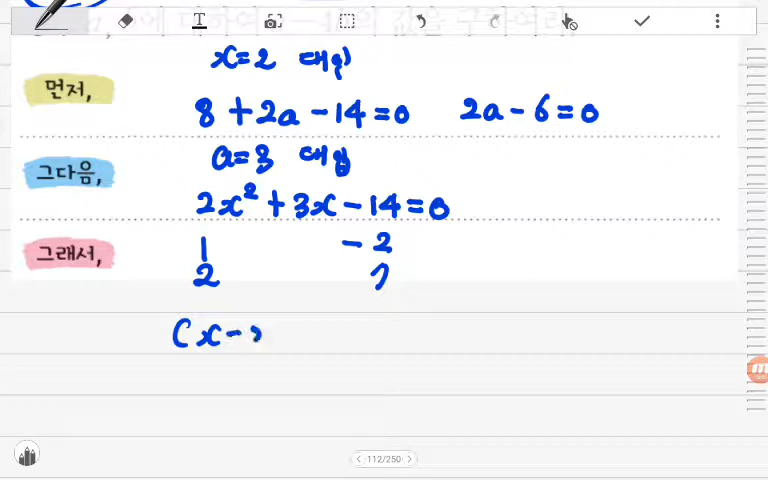 x=2 대입
먼저,
8+2a-14=0 2a-6=0
a=3 대입
그다음,
2x²+3x-14=0
1 -2
그래서,
2 7
(x-
112/250